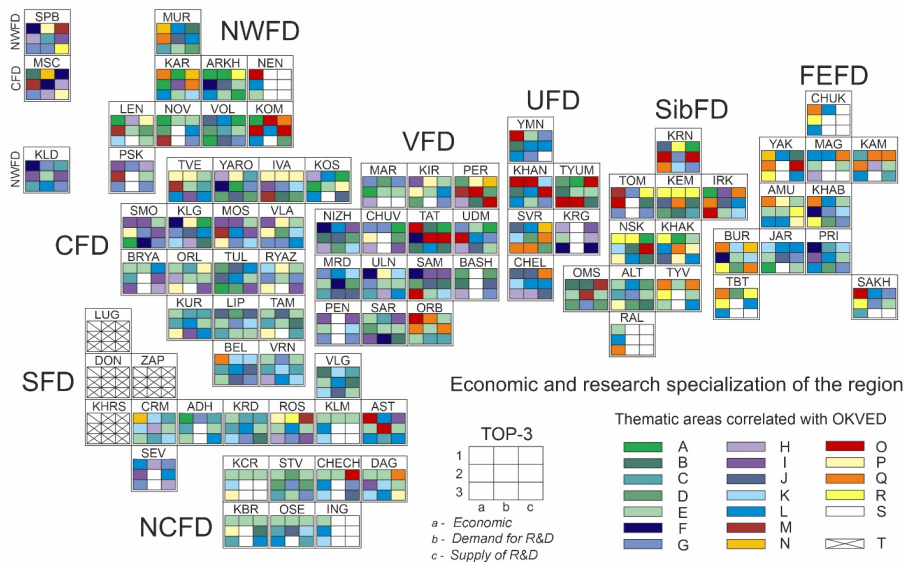 NWFD
SPB
CFD
MSC
NWFD
KLD
MUR
NWFD
KAR ARKH NEN
LEN NOV VOL KOM
PSK
TVE YARO IVA KOS
SMO KLG MOS VLA
CFD
BRYA ORL TUL RYAZ
KUR LIP TAM
BEL VRN
VFD
MAR KIR PER
NIZH CHUV TAT UDM
MRD ULN SAM BASH
PEN SAR ORB
UFD
YMN
KHAN TYUM
SVR KRG
CHEL
SibFD
KRN
TOM KEM IRK
NSK KHAK
OMS ALT TYV
RAL
FEFD
CHUK
YAK MAG KAM
AMU KHAB
BUR JAR PRI
TBT
SAKH
LUG
DON ZAP
SFD
KHRS CRM ADH KRD ROS KLM AST
VLG
SEV
KCR STV CHECH DAG
KBR OSE ING
NCFD
Economic and research specialization of the region
TOP-3
1
2
3
a b c
a - Economic
b - Demand for R&D
c - Supply of R&D
Thematic areas correlated with OKVED
A H O
B I P
C J Q
D K R
E L S
F M
G N T